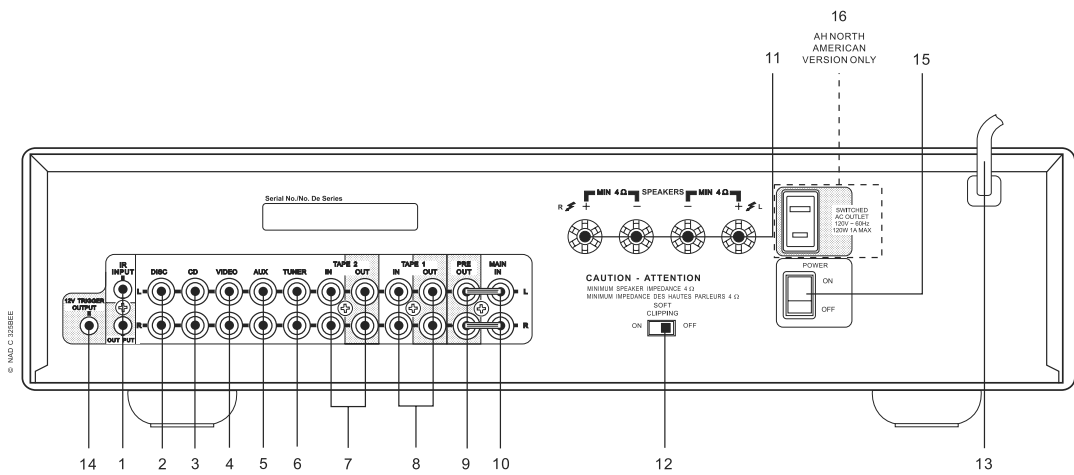 16
AH NORTH
AMERICAN
VERSION ONLY
11
15
Serial No./No. De Series
MIN 4 Ω SPEAKERS MIN 4 Ω
R + − − + L
SWITCHED
AC OUTLET
120V ~ 60Hz
120W 1A MAX
POWER
ON
OFF
CAUTION - ATTENTION
MINIMUM SPEAKER IMPEDANCE 4 Ω
MINIMUM IMPEDANCE DES HAUTES PARLEURS 4 Ω
SOFT
CLIPPING
ON OFF
IR
INPUT
OUT PUT
12V TRIGGER
OUTPUT
DISC CD VIDEO AUX TUNER
TAPE 2
IN OUT
TAPE 1
IN OUT
PRE
OUT
MAIN
IN
L L
R R
© NAD C 325BEE
14 1 2 3 4 5 6 7 8 9 10 12 13